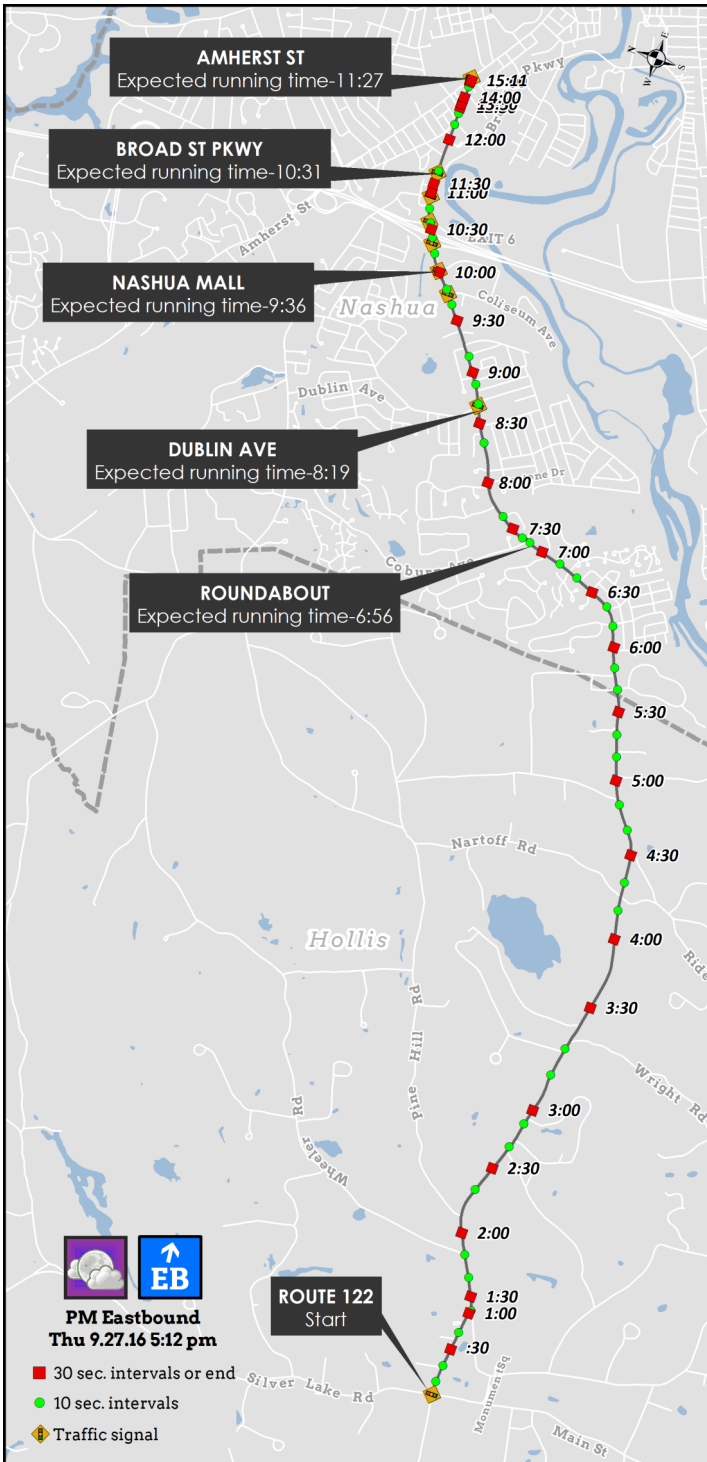 AMHERST ST
Expected running time-11:27
15:11
Pkwy
14:00
13:30
Br
12:00
BROAD ST PKWY
Expected running time-10:31
11:30
11:00
Amherst St
10:30
EXIT 6
NASHUA MALL
Expected running time-9:36
10:00
Nashua
Coliseum Ave
9:30
9:00
Dublin Ave
8:30
DUBLIN AVE
Expected running time-8:19
8:00
one Dr
7:30
7:00
Coburn Ave
ROUNDABOUT
Expected running time-6:56
6:30
6:00
5:30
5:00
Nartoff Rd
4:30
Hollis
4:00
Ride
3:30
Pine Hill Rd
Wright Rd
3:00
Wheeler Rd
2:30
2:00
N
E
S
W
EB
PM Eastbound
Thu 9.27.16 5:12 pm
ROUTE 122
Start
1:30
1:00
:30
30 sec. intervals or end
10 sec. intervals
Traffic signal
Silver Lake Rd
Monument Sq
Main St